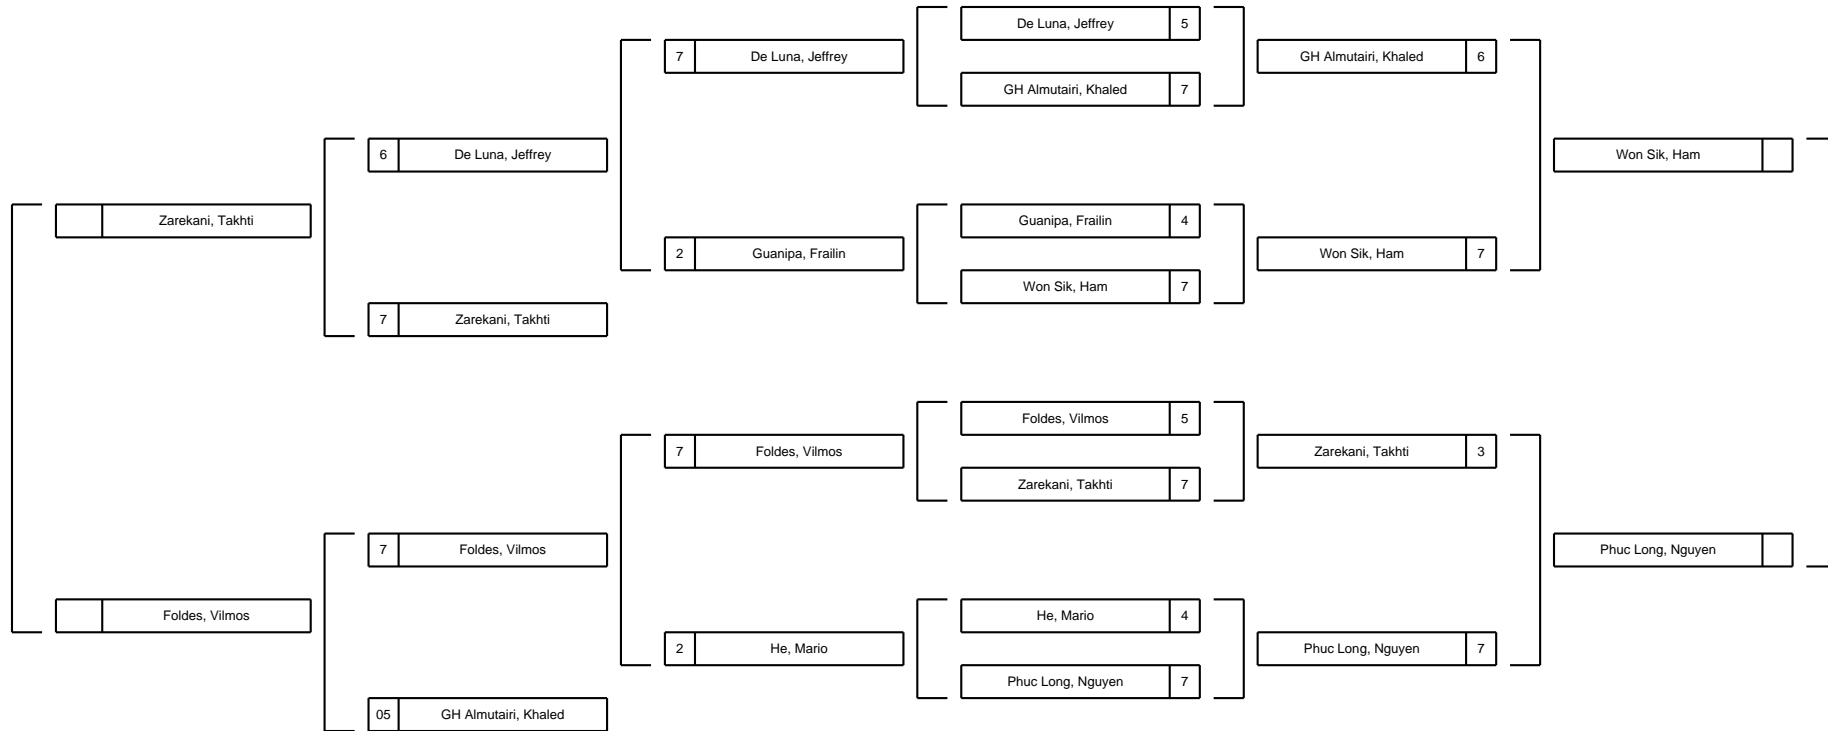 De Luna, Jeffrey 5
7 De Luna, Jeffrey
GH Almutairi, Khaled 6
GH Almutairi, Khaled 7
6 De Luna, Jeffrey
Won Sik, Ham
Zarekani, Takhti
Guanipa, Frailin 4
2 Guanipa, Frailin
Won Sik, Ham 7
Won Sik, Ham 7
7 Zarekani, Takhti
Foldes, Vilmos 5
7 Foldes, Vilmos
Zarekani, Takhti 3
Zarekani, Takhti 7
7 Foldes, Vilmos
Phuc Long, Nguyen
Foldes, Vilmos
He, Mario 4
2 He, Mario
Phuc Long, Nguyen 7
Phuc Long, Nguyen 7
05 GH Almutairi, Khaled